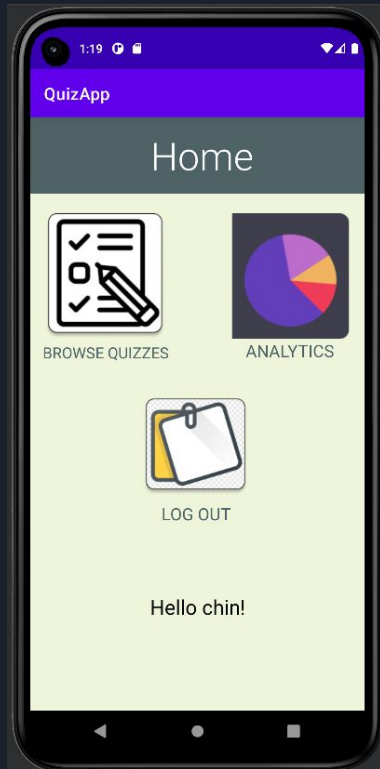 1:19
QuizApp
Home
BROWSE QUIZZES
ANALYTICS
LOG OUT
Hello chin!